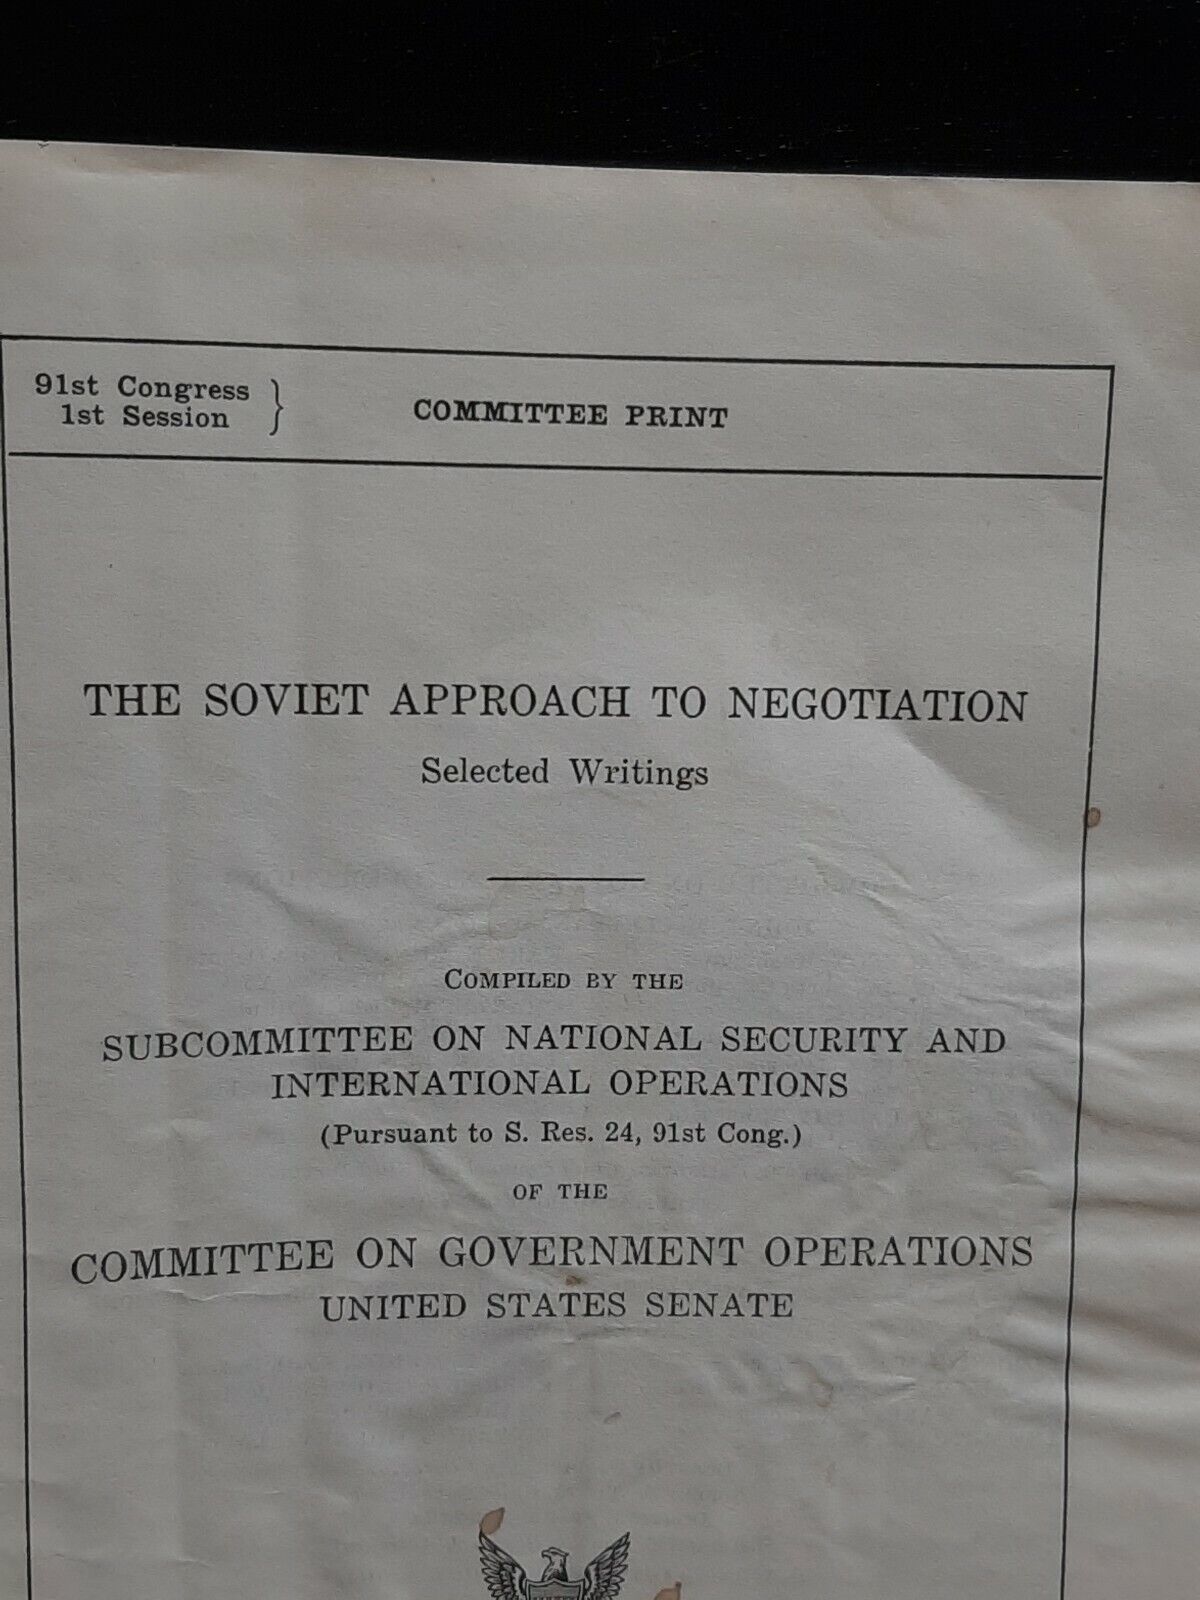 91st Congress
1st Session
COMMITTEE PRINT
THE SOVIET APPROACH TO NEGOTIATION
Selected Writings
COMPILED BY THE
SUBCOMMITTEE ON NATIONAL SECURITY AND
INTERNATIONAL OPERATIONS
(Pursuant to S. Res. 24, 91st Cong.)
OF THE
COMMITTEE ON GOVERNMENT OPERATIONS
UNITED STATES SENATE